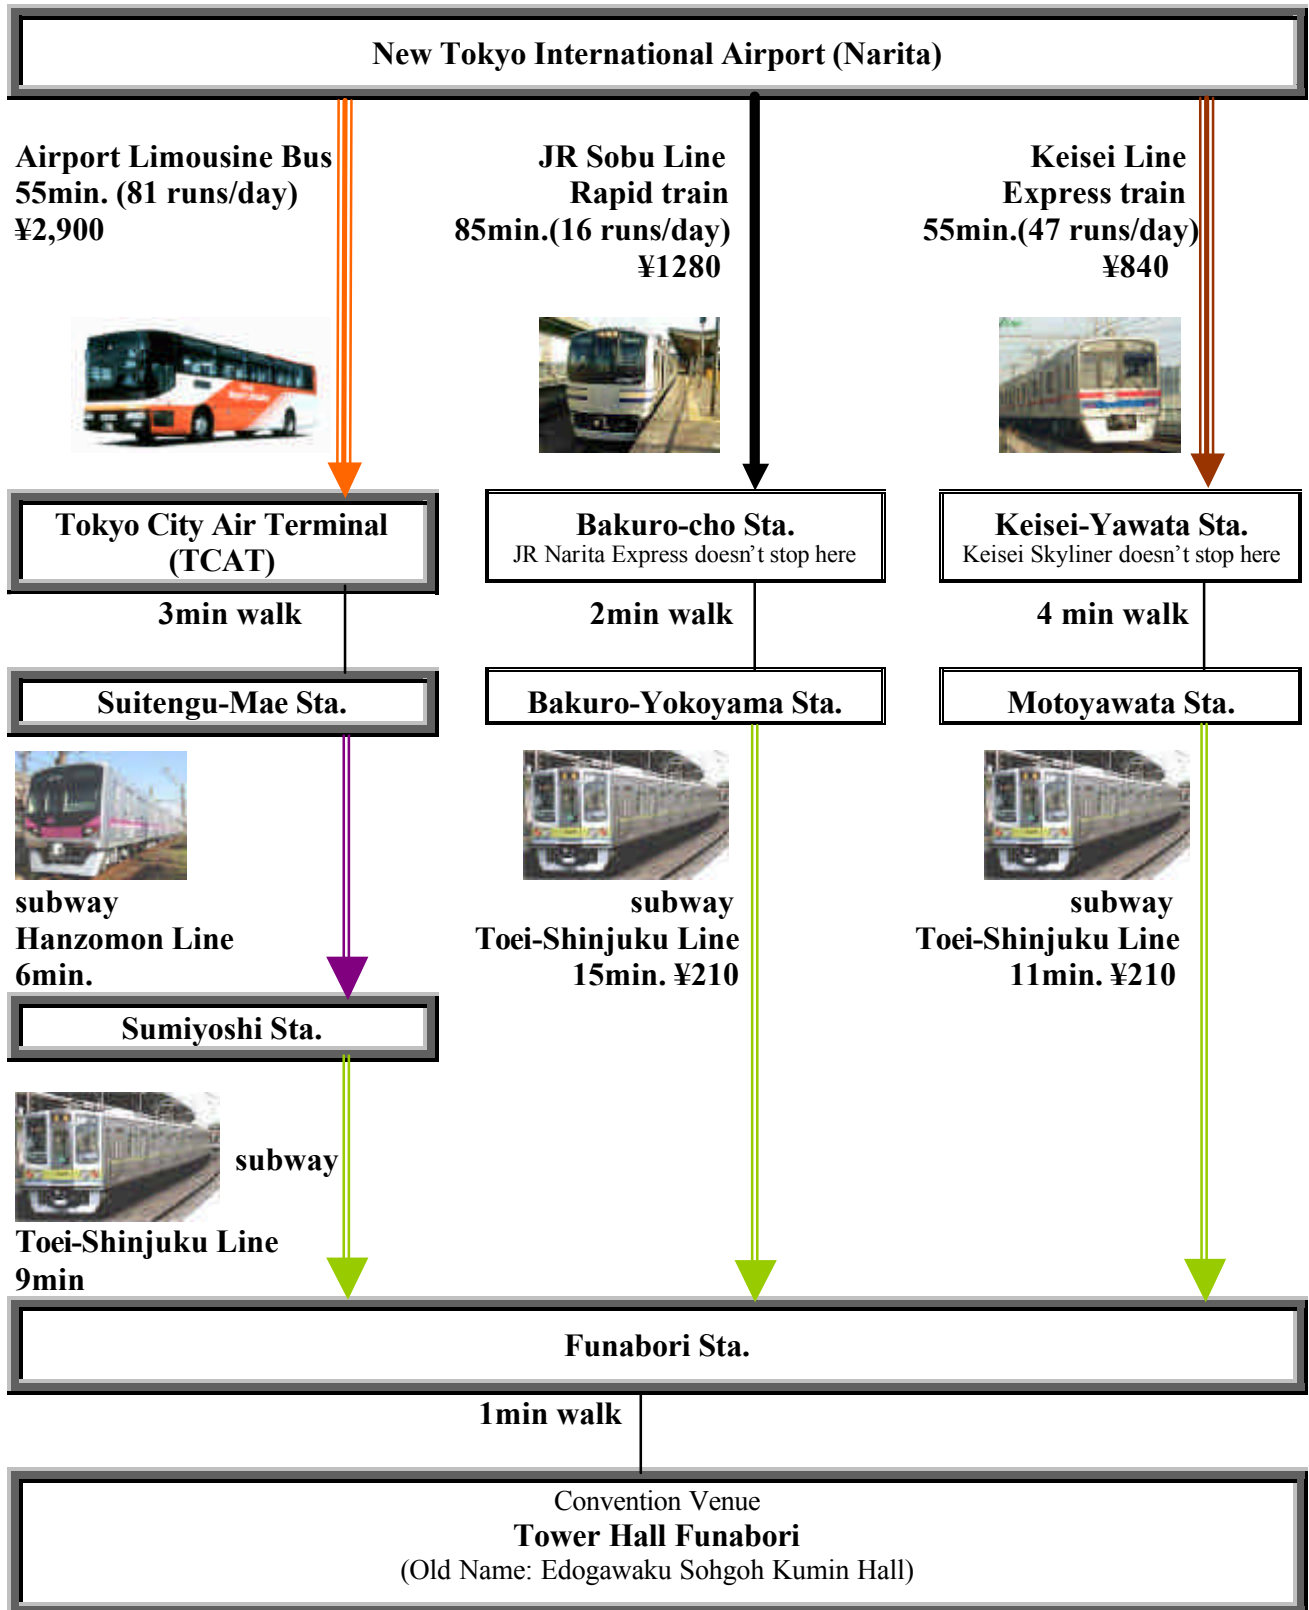 New Tokyo International Airport (Narita)
Airport Limousine Bus
55min. (81 runs/day)
¥2,900
JR Sobu Line
Rapid train
85min.(16 runs/day)
¥1280
Keisei Line
Express train
55min.(47 runs/day)
¥840
Tokyo City Air Terminal
(TCAT)
Bakuro-cho Sta.
JR Narita Express doesn't stop here
Keisei-Yawata Sta.
Keisei Skyliner doesn't stop here
3min walk
2min walk
4 min walk
Suitengu-Mae Sta.
Bakuro-Yokoyama Sta.
Motoyawata Sta.
subway
Hanzomon Line
6min.
subway
Toei-Shinjuku Line
15min. ¥210
subway
Toei-Shinjuku Line
11min. ¥210
Sumiyoshi Sta.
subway
Toei-Shinjuku Line
9min
Funabori Sta.
1min walk
Convention Venue
Tower Hall Funabori
(Old Name: Edogawaku Sohgoh Kumin Hall)